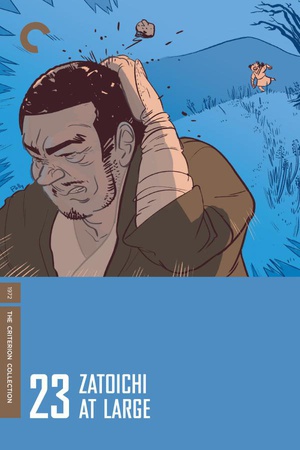 1972
THE CRITERION COLLECTION
23 ZATOICHI
AT LARGE